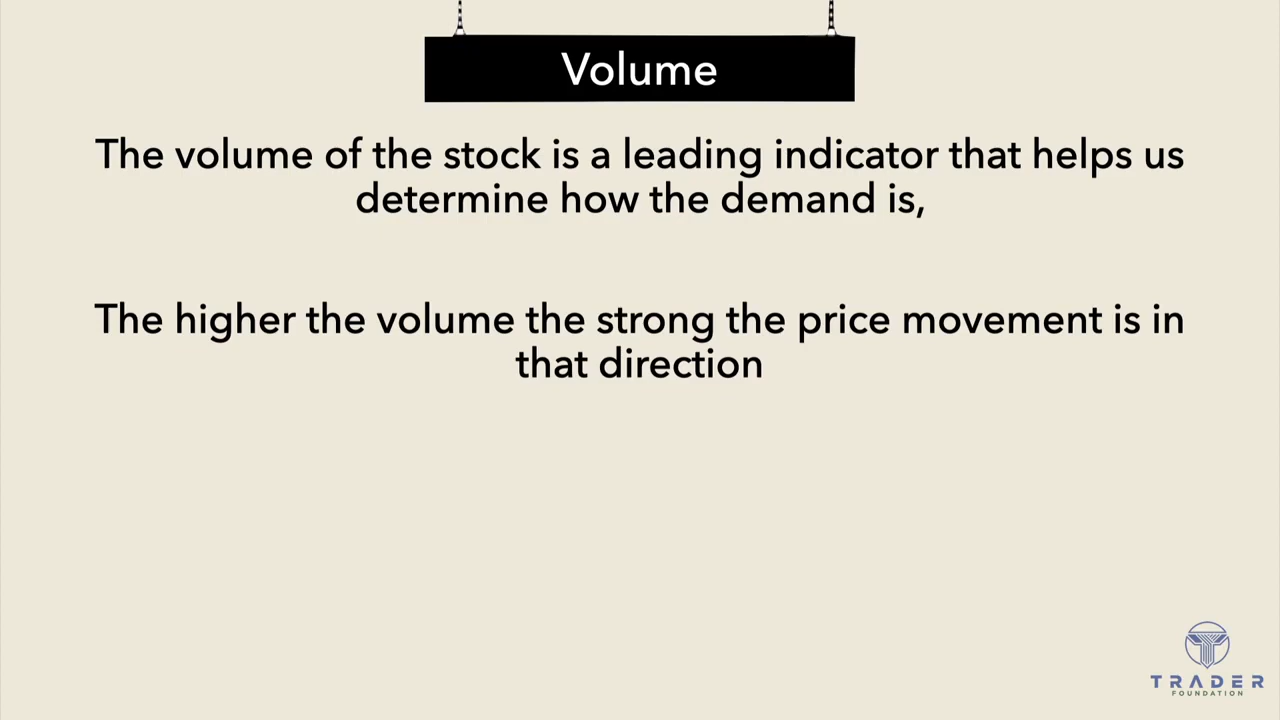 Volume
The volume of the stock is a leading indicator that helps us
determine how the demand is,
The higher the volume the strong the price movement is in
that direction
TRADER
FOUNDATION